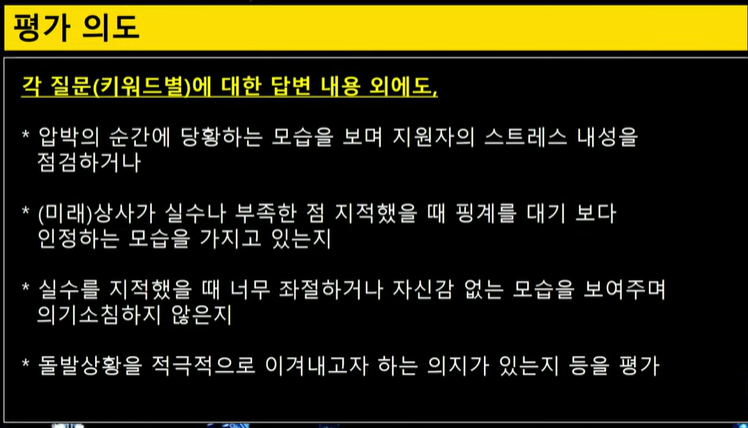 평가 의도
각 질문(키워드별)에 대한 답변 내용 외에도,
* 압박의 순간에 당황하는 모습을 보며 지원자의 스트레스 내성을
점검하거나
* (미래)상사가 실수나 부족한 점 지적했을 때 핑계를 대기 보다
인정하는 모습을 가지고 있는지
* 실수를 지적했을 때 너무 좌절하거나 자신감 없는 모습을 보여주며
의기소침하지 않은지
* 돌발상황을 적극적으로 이겨내고자 하는 의지가 있는지 등을 평가